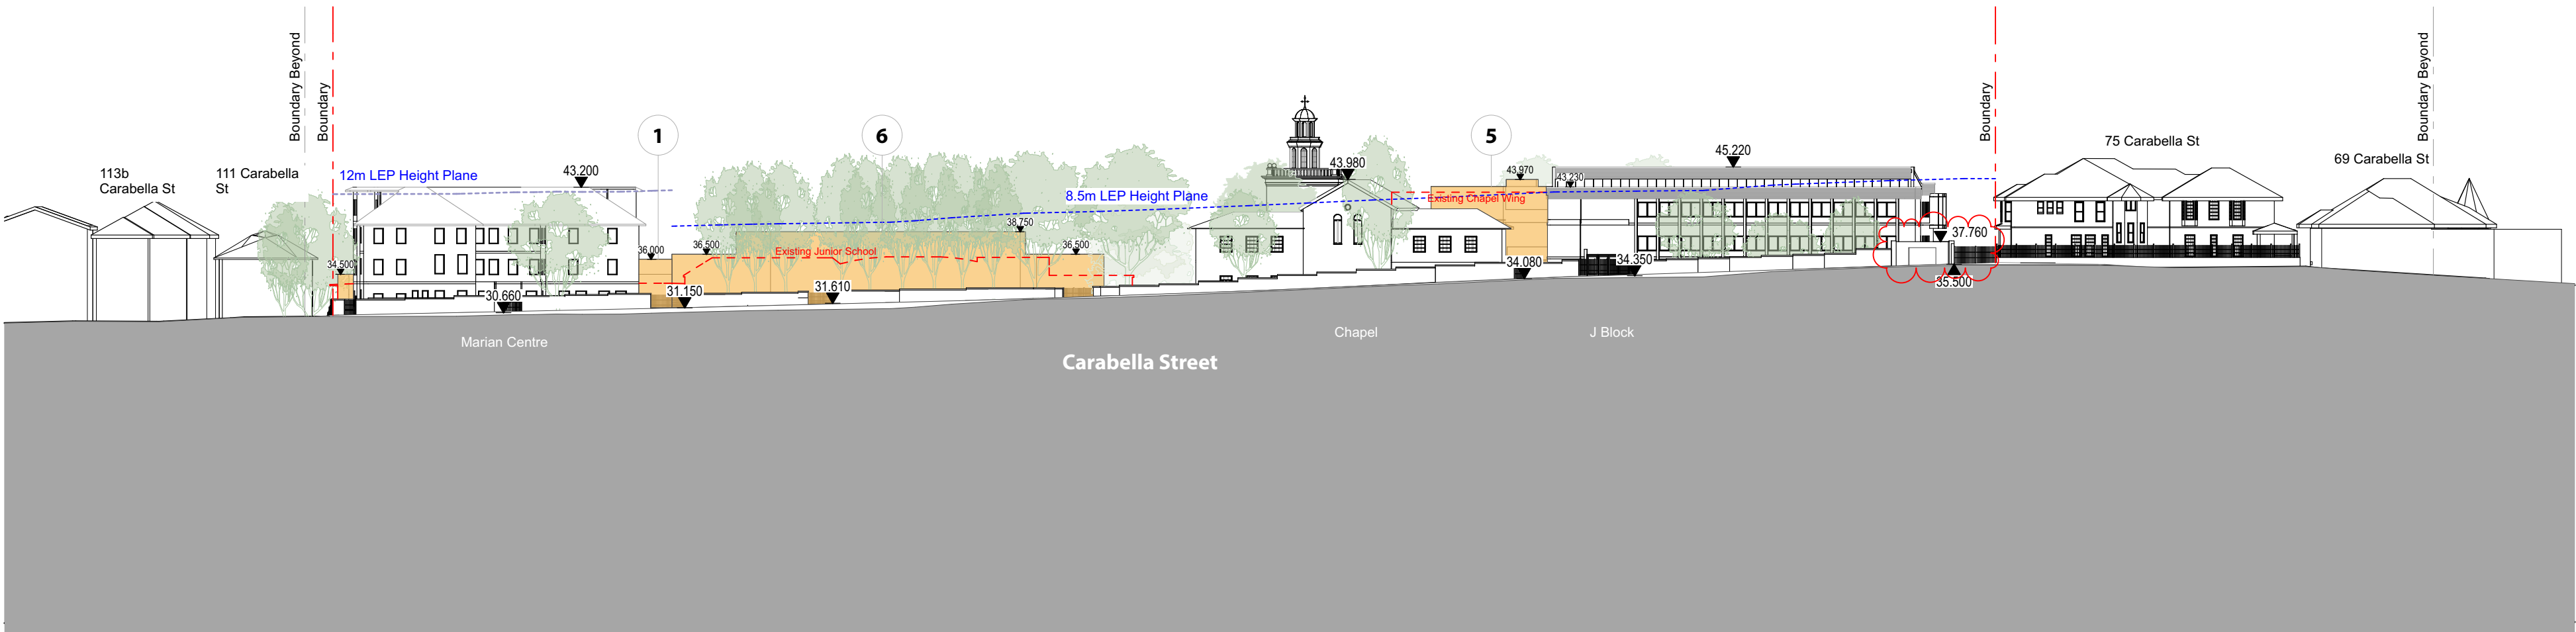 Boundary Beyond
Boundary
Boundary
Boundary Beyond
1
6
5
113b
Carabella St
111 Carabella
St
12m LEP Height Plane
43.200
8.5m LEP Height Plane
43.980
43.970
43.230
45.220
75 Carabella St
69 Carabella St
Existing Chapel Wing
37.760
34.500
36.000
36.500
38.750
36.500
Existing Junior School
30.660
31.150
31.610
34.080
34.350
35.500
Marian Centre
Chapel
J Block
Carabella Street